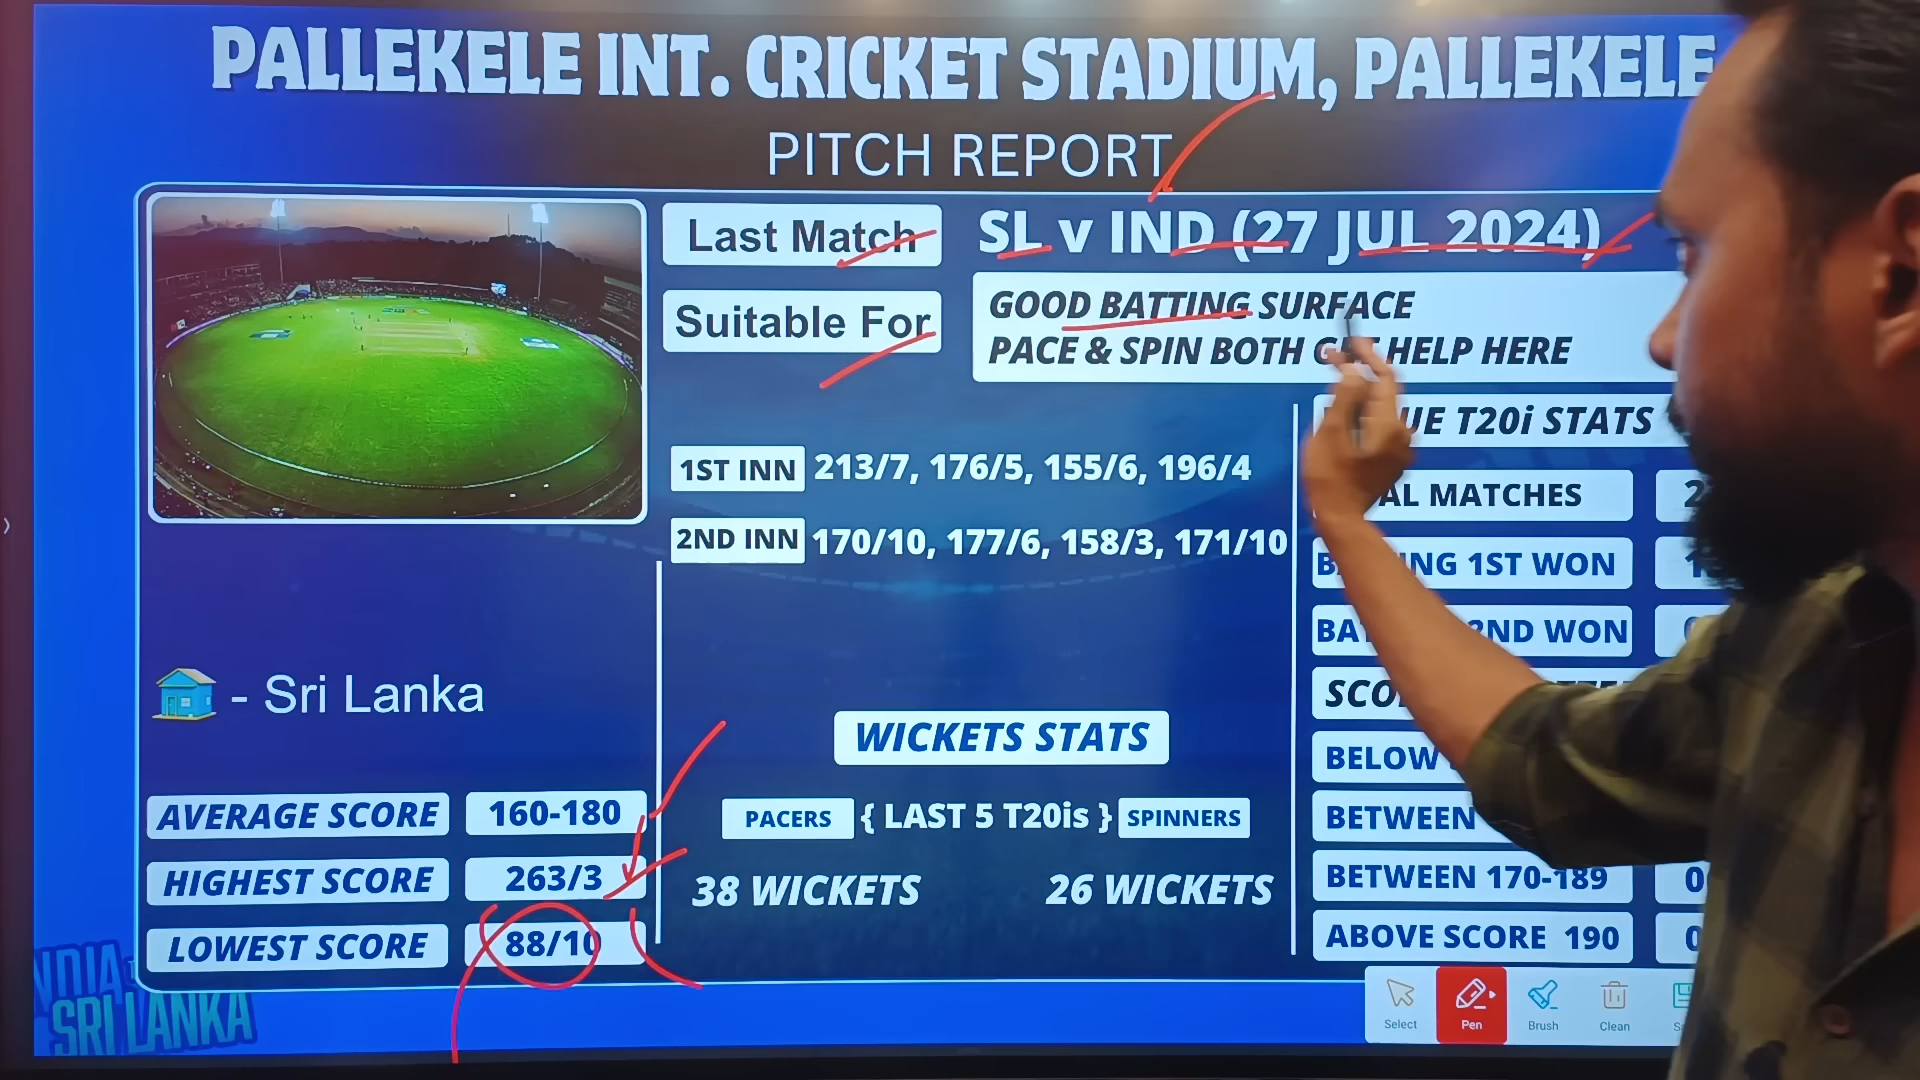 PALLEKELE INT. CRICKET STADIUM, PALLEKELE
PITCH REPORT
Last Match
SL v IND (27 JUL 2024)
Suitable For
GOOD BATTING SURFACE
PACE & SPIN BOTH GET HELP HERE
1ST INN 213/7, 176/5, 155/6, 196/4
2ND INN 170/10, 177/6, 158/3, 171/10
- Sri Lanka
AVERAGE SCORE 160-180
HIGHEST SCORE 263/3
LOWEST SCORE 88/10
WICKETS STATS
PACERS { LAST 5 T20is } SPINNERS
38 WICKETS 26 WICKETS
T20i STATS
MATCHES
1ST WON
2ND WON
BELOW
BETWEEN
BETWEEN 170-189
ABOVE SCORE 190
INDIA
SRI LANKA
Select
Pen
Brush
Clean